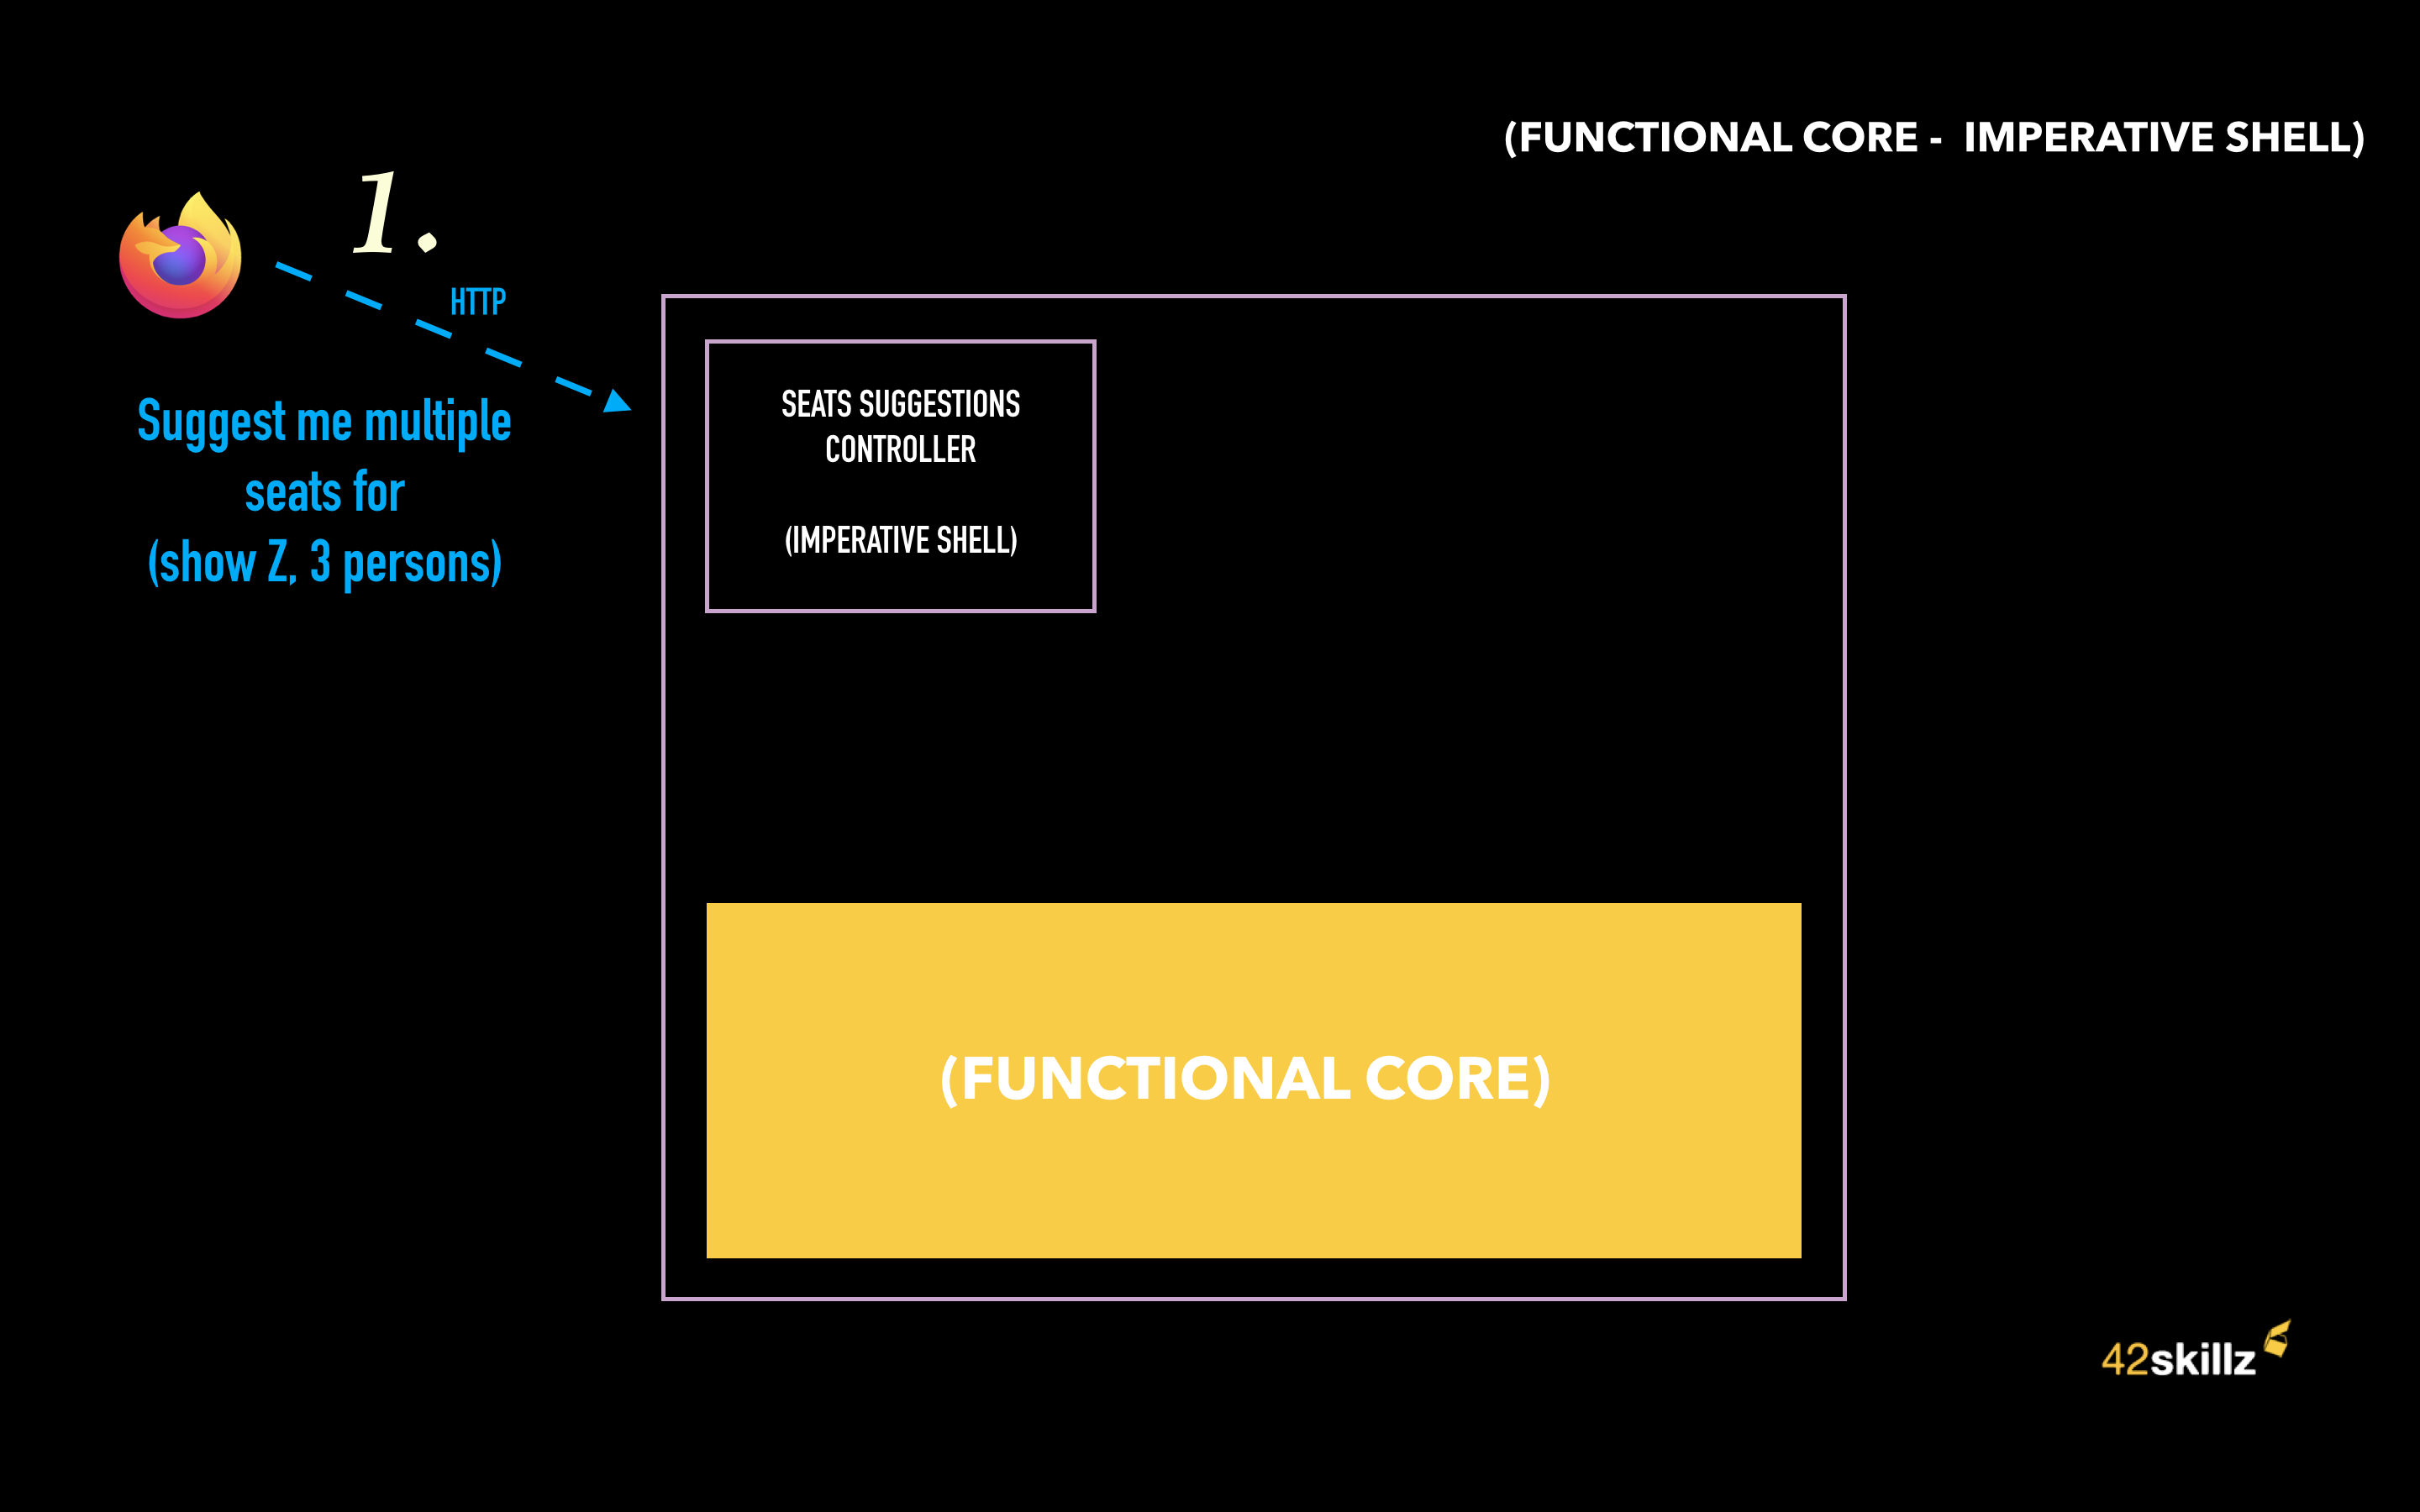 (FUNCTIONAL CORE - IMPERATIVE SHELL)
1.
HTTP
Suggest me multiple
seats for
(show Z, 3 persons)
SEATS SUGGESTIONS
CONTROLLER
(IMPERATIVE SHELL)
(FUNCTIONAL CORE)
42skillz